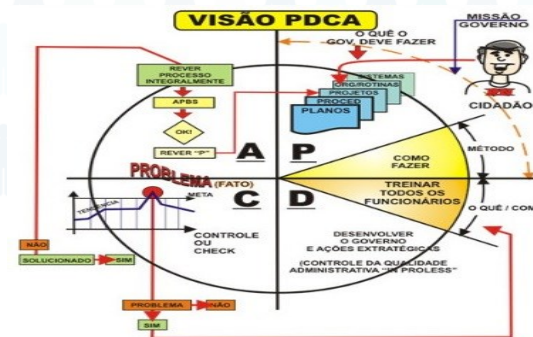 VISÃO PDCA
O QUÊ O
GOV. DEVE FAZER
MISSÃO
GOVERNO
REVER
PROCESSO
INTEGRALMENTE
APBS
OK!
REVER "P"
SISTEMAS
ORG/ROTINAS
PROJETOS
PROCED
PLANOS
CIDADÃO
A P
C D
MÉTODO
COMO
FAZER
TREINAR
TODOS OS
FUNCIONÁRIOS
O QUÊ / COM
PROBLEMA (FATO)
META
TENDENCIA
CONTROLE
OU
CHECK
DESENVOLVER
O GOVERNO
E AÇÕES ESTRATÉGICAS
(CONTROLE DA QUALIDADE
ADMINISTRATIVA "IN PROLESS"
NÃO
SOLUCIONADO SIM
PROBLEMA NÃO
SIM